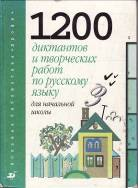 1200
диктантов
и творческих
работ
по русскому
языку
для начальной
школы